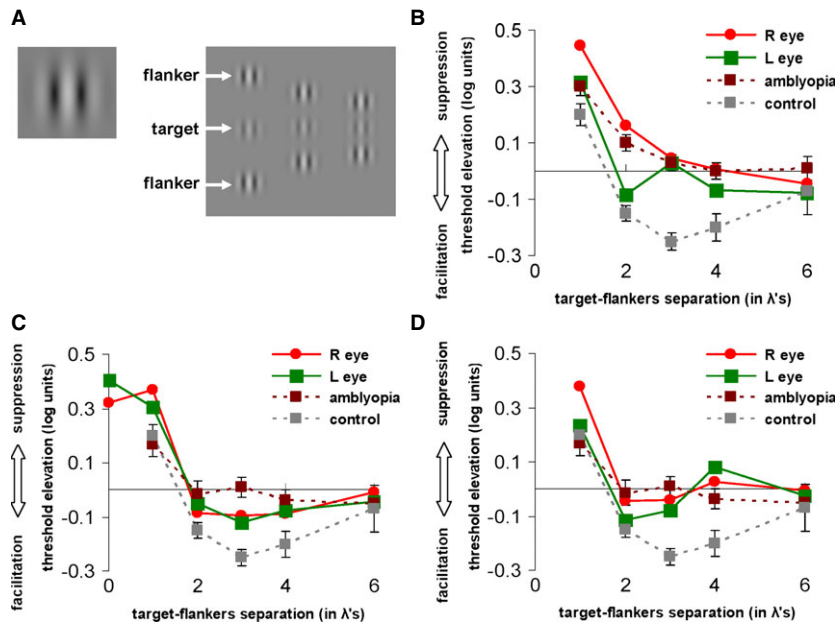 A
flanker
target
flanker
B
suppression
facilitation
threshold elevation (log units)
0.5
0.3
0.1
-0.1
-0.3
R eye
L eye
amblyopia
control
0
2
4
6
target-flankers separation (in λ's)
C
suppression
facilitation
threshold elevation (log units)
0.5
0.3
0.1
-0.1
-0.3
R eye
L eye
amblyopia
control
0
2
4
6
target-flankers separation (in λ's)
D
suppression
facilitation
threshold elevation (log units)
0.5
0.3
0.1
-0.1
-0.3
R eye
L eye
amblyopia
control
0
2
4
6
target-flankers separation (in λ's)